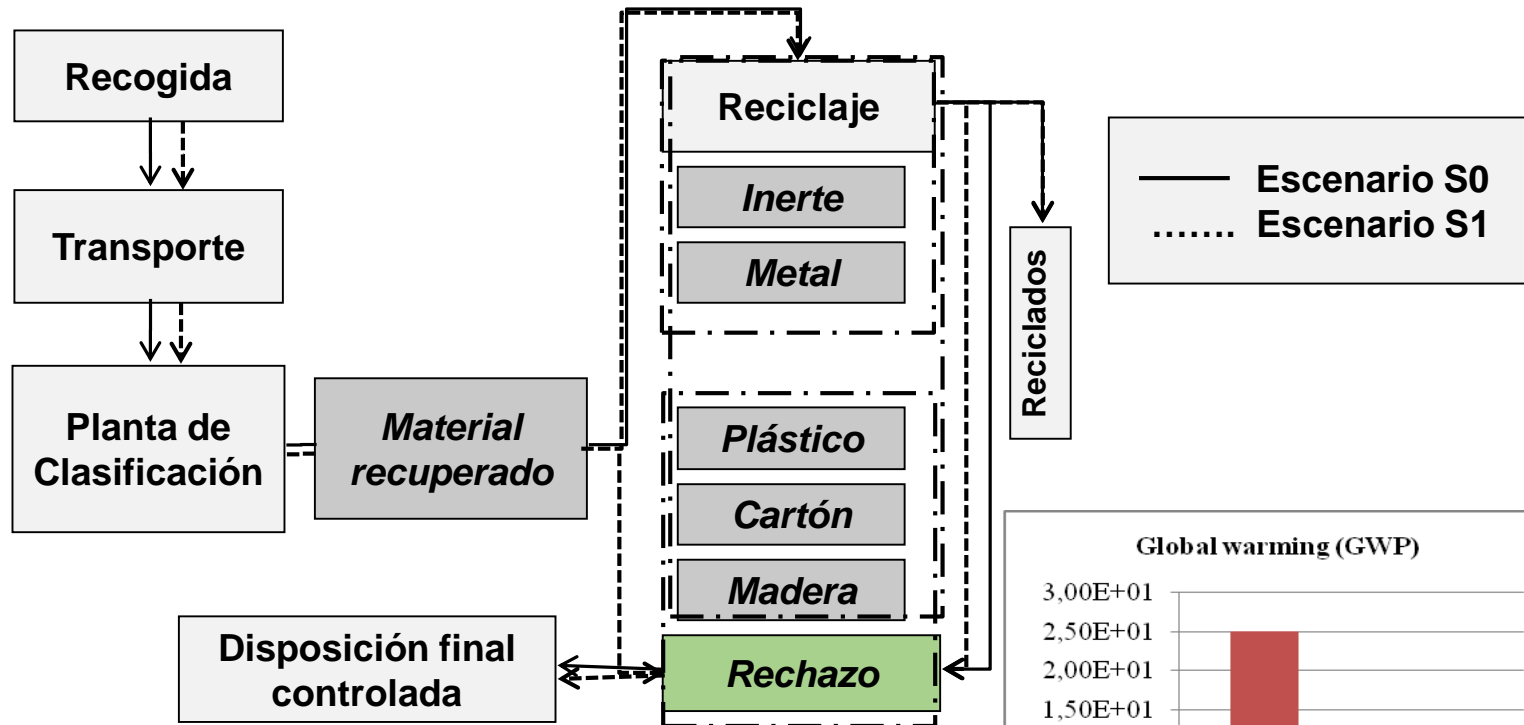 Recogida
Transporte
Planta de
Clasificación
Material
recuperado
Reciclaje
Inerte
Metal
Plástico
Cartón
Madera
Rechazo
Disposición final
controlada
Reciclados
Escenario S0
....... Escenario S1
Global warming (GWP)
3,00E+01
2,50E+01
2,00E+01
1,50E+01